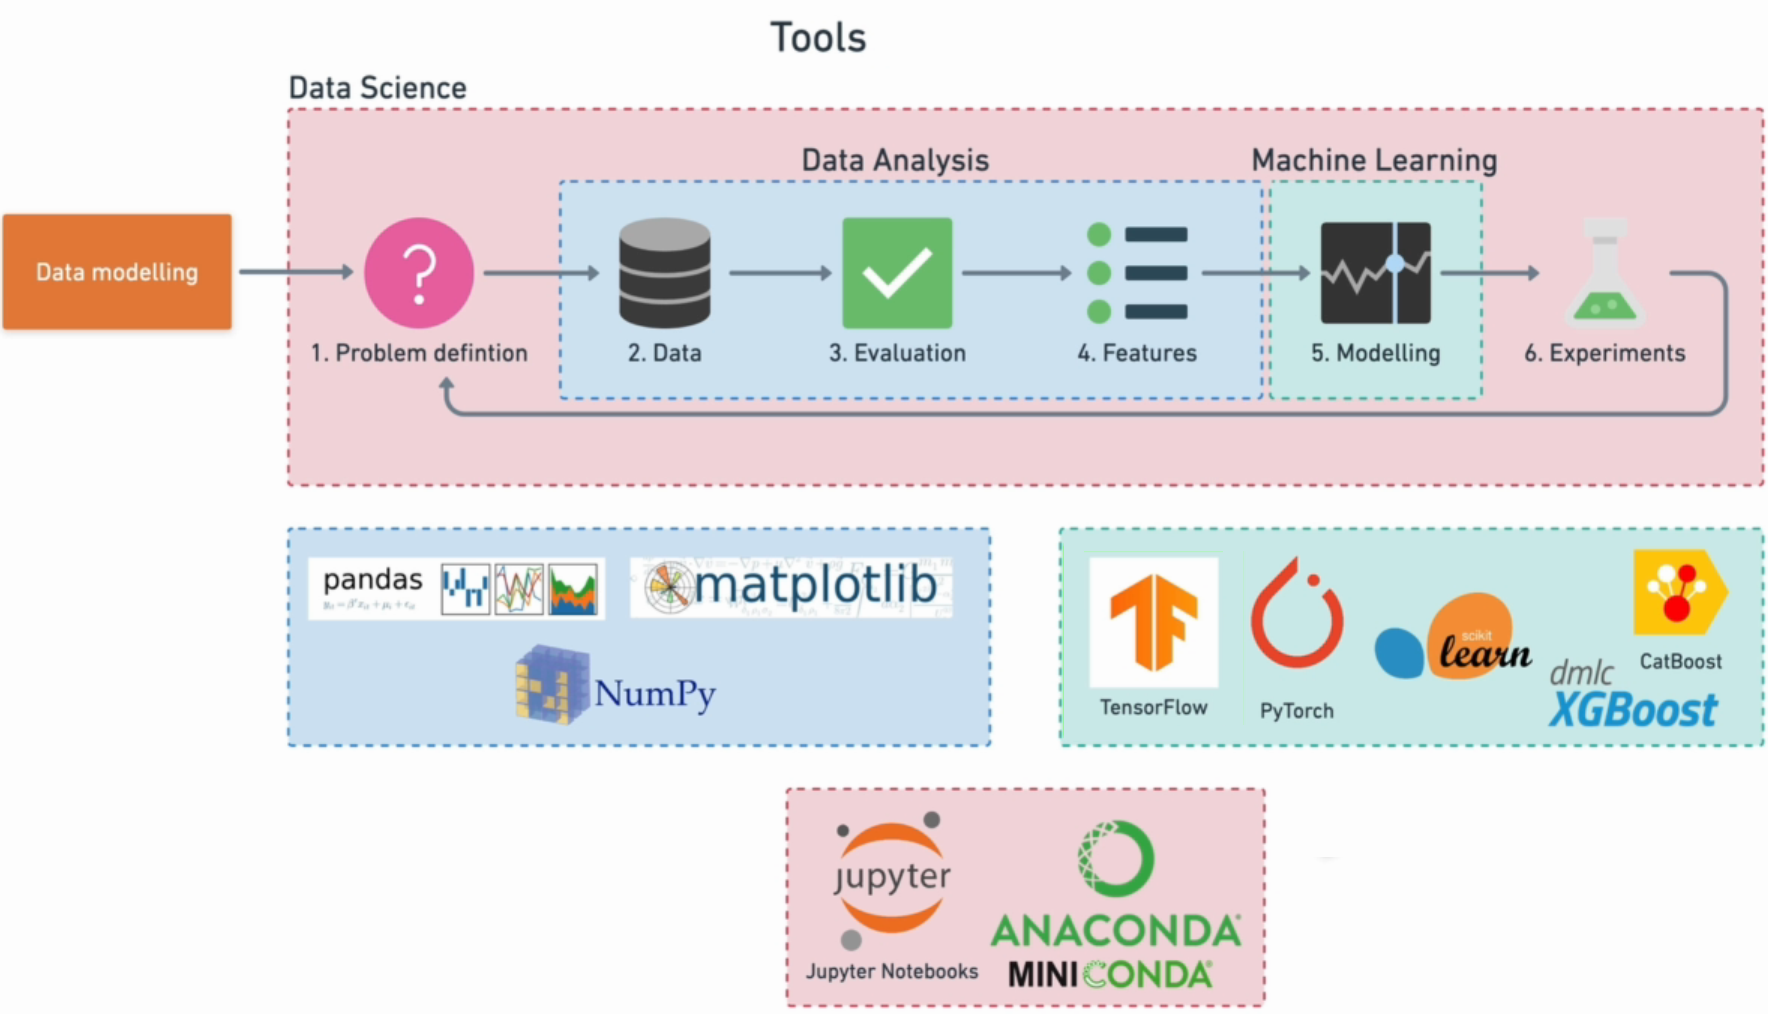 Tools
Data Science
Data Analysis
Machine Learning
Data modelling
1. Problem defintion
2. Data
3. Evaluation
4. Features
5. Modelling
6. Experiments
pandas
matplotlib
NumPy
TensorFlow
PyTorch
scikit
learn
CatBoost
dmlc
XGBoost
jupyter
Jupyter Notebooks
ANACONDA
MINICONDA